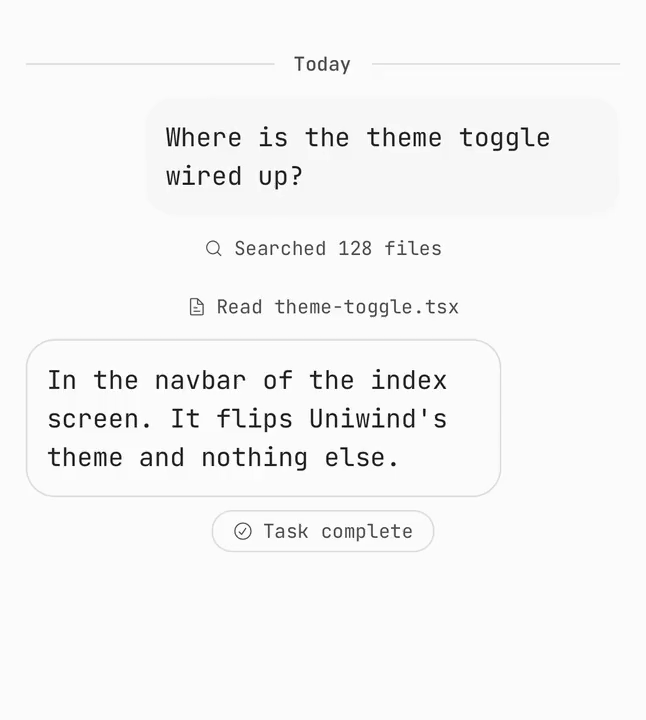 Today
Where is the theme toggle
wired up?
Searched 128 files
Read theme-toggle.tsx
In the navbar of the index
screen. It flips Uniwind's
theme and nothing else.
Task complete